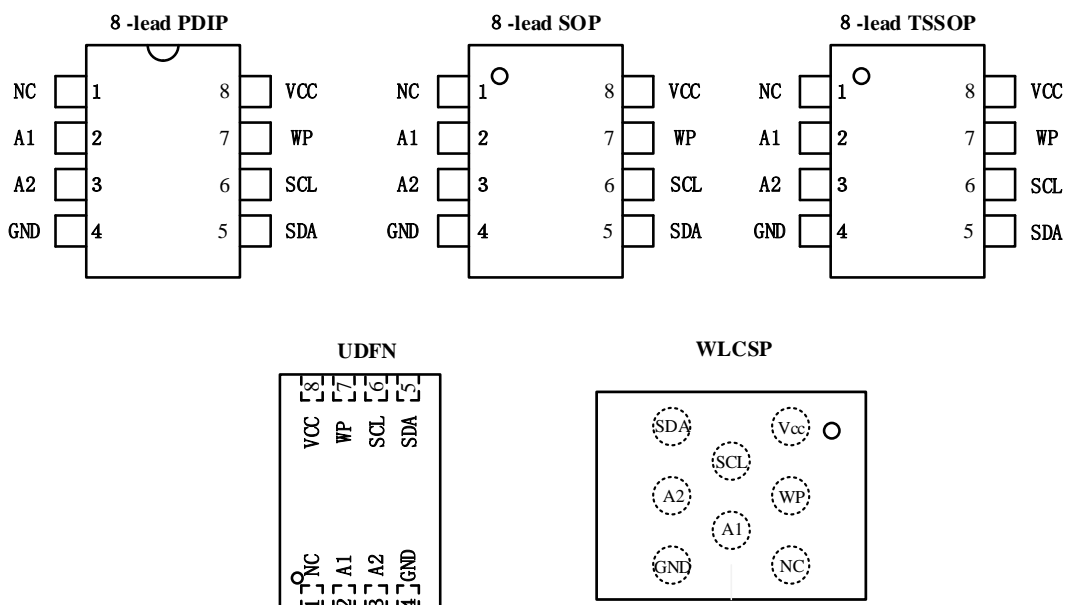 8 -lead PDIP
NC 1 8 VCC
A1 2 7 WP
A2 3 6 SCL
GND 4 5 SDA
8 -lead SOP
NC 1 8 VCC
A1 2 7 WP
A2 3 6 SCL
GND 4 5 SDA
8 -lead TSSOP
NC 1 8 VCC
A1 2 7 WP
A2 3 6 SCL
GND 4 5 SDA
UDFN
8 7 6 5
VCC WP SCL SDA
NC A1 A2 GND
1 2 3 4
WLCSP
SDA Vcc
SCL
A2 WP
A1
GND NC